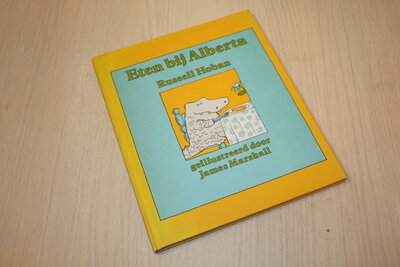 Eten bij Alberta
Russell Hoban
geïllustreerd door
James Marshall